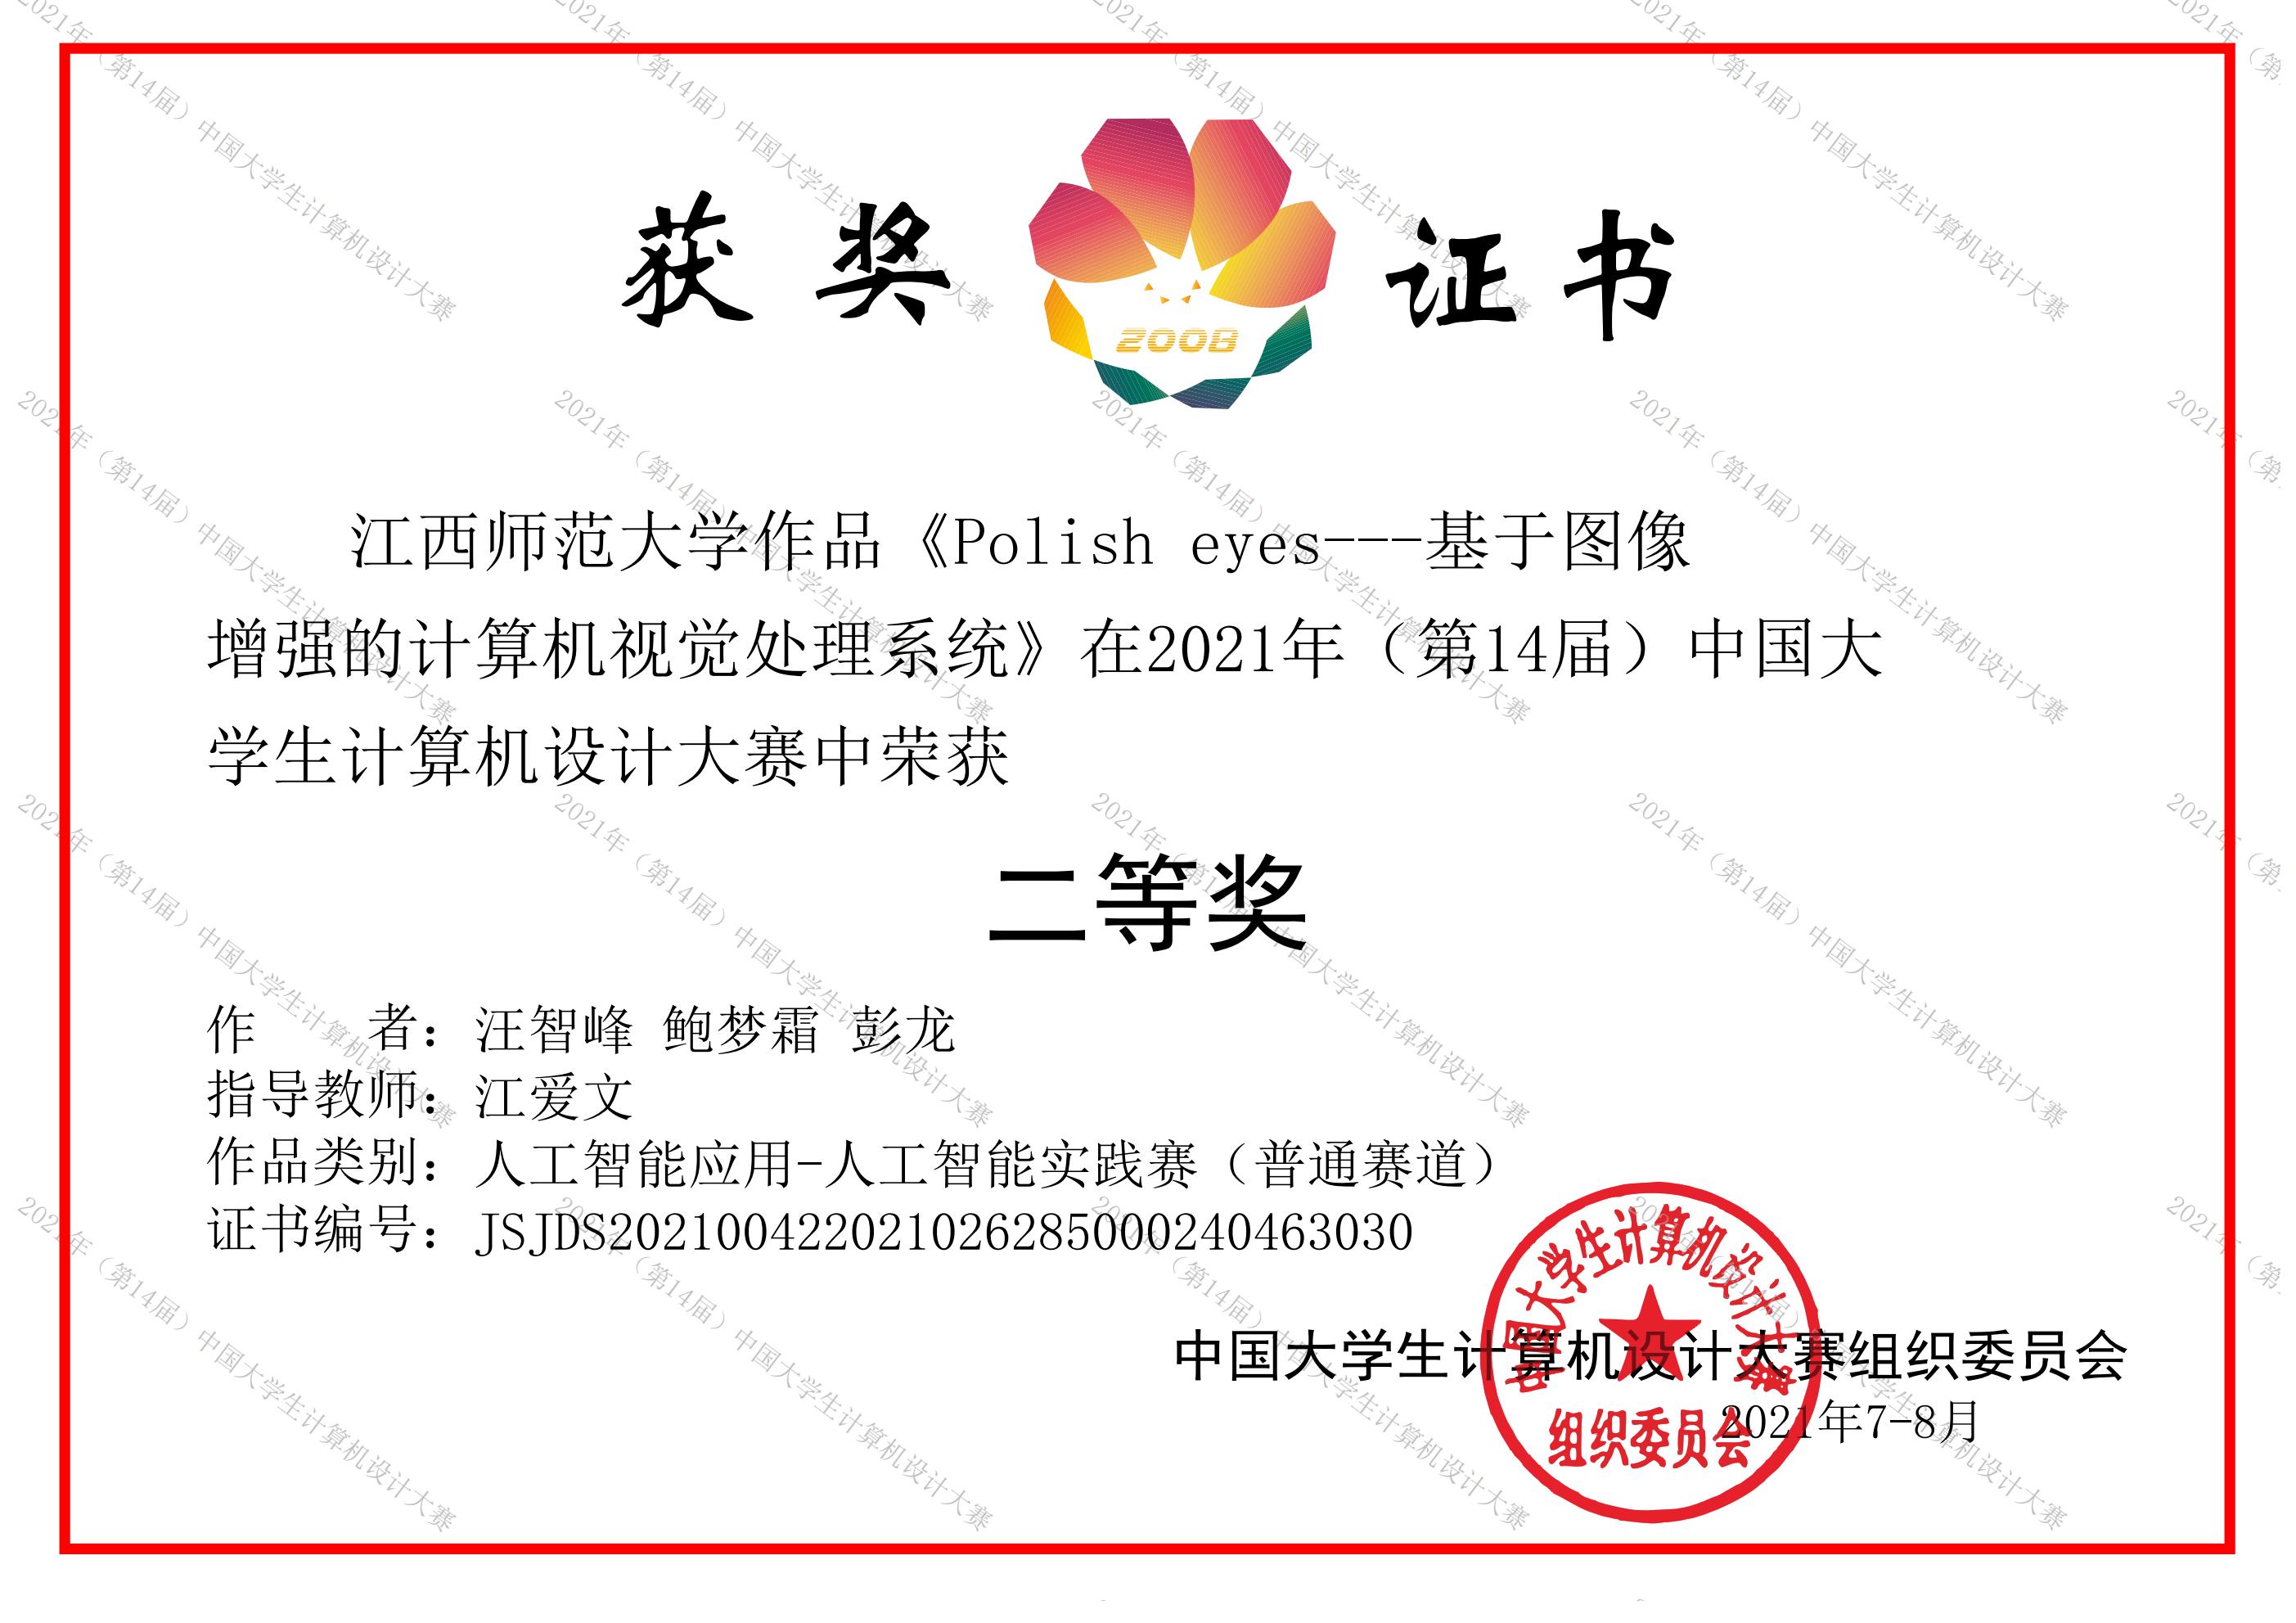 获奖证书
2008
江西师范大学作品《Polish eyes---基于图像
增强的计算机视觉处理系统》在2021年（第14届）中国大
学生计算机设计大赛中荣获
二等奖
作　　者：汪智峰 鲍梦霜 彭龙
指导教师：江爱文
作品类别：人工智能应用-人工智能实践赛（普通赛道）
证书编号：JSJDS20210042202102628500024046303​0
中国大学生计算机设计大赛组织委员会
2021年7-8月
中国大学生计算机设计大赛
组织委员会
2021年（第14届）中国大学生计算机设计大赛